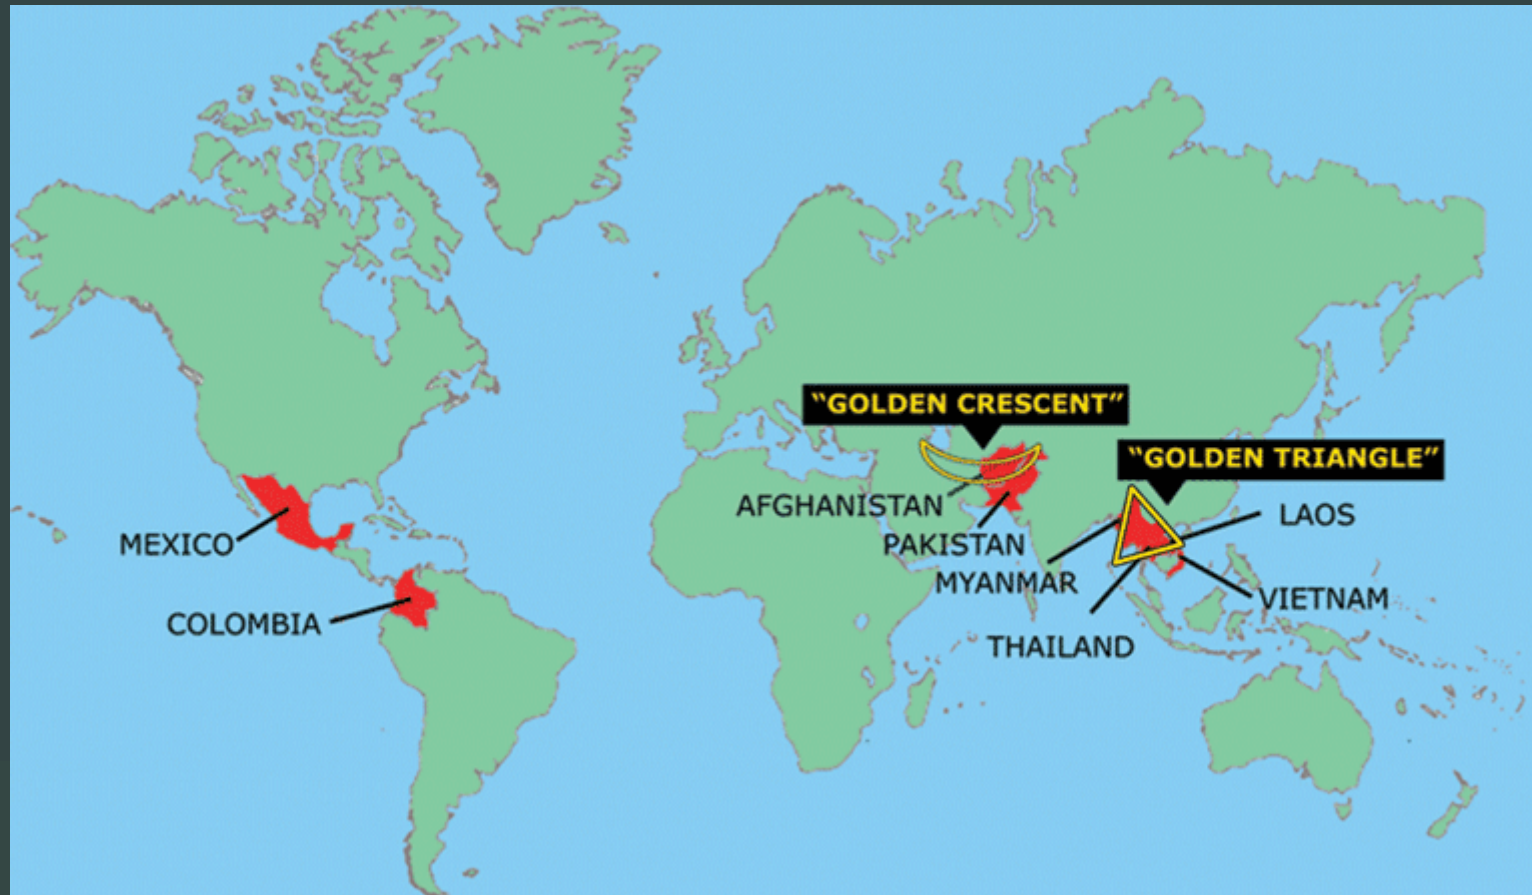 “GOLDEN CRESCENT”
“GOLDEN TRIANGLE”
AFGHANISTAN
LAOS
MEXICO
PAKISTAN
MYANMAR
VIETNAM
COLOMBIA
THAILAND